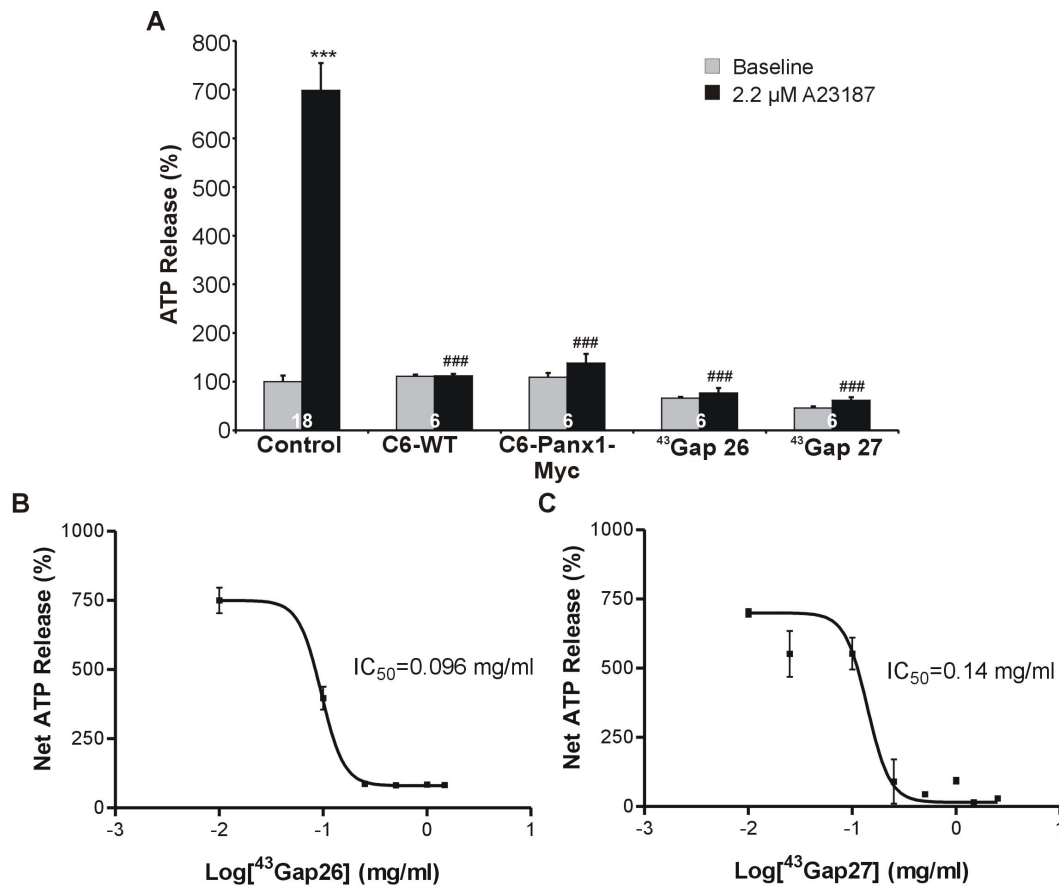 A
800
700
600
500
400
300
200
100
0
ATP Release (%)
***
###
###
###
###
Baseline
2.2 µM A23187
18
6
6
6
6
Control
C6-WT
C6-Panx1-
Myc
⁴³Gap 26
⁴³Gap 27
B
1000
750
500
250
0
Net ATP Release (%)
IC₅₀=0.096 mg/ml
-3
-2
-1
0
1
Log[⁴³Gap26] (mg/ml)
C
1000
750
500
250
0
Net ATP Release (%)
IC₅₀=0.14 mg/ml
-3
-2
-1
0
1
Log[⁴³Gap27] (mg/ml)